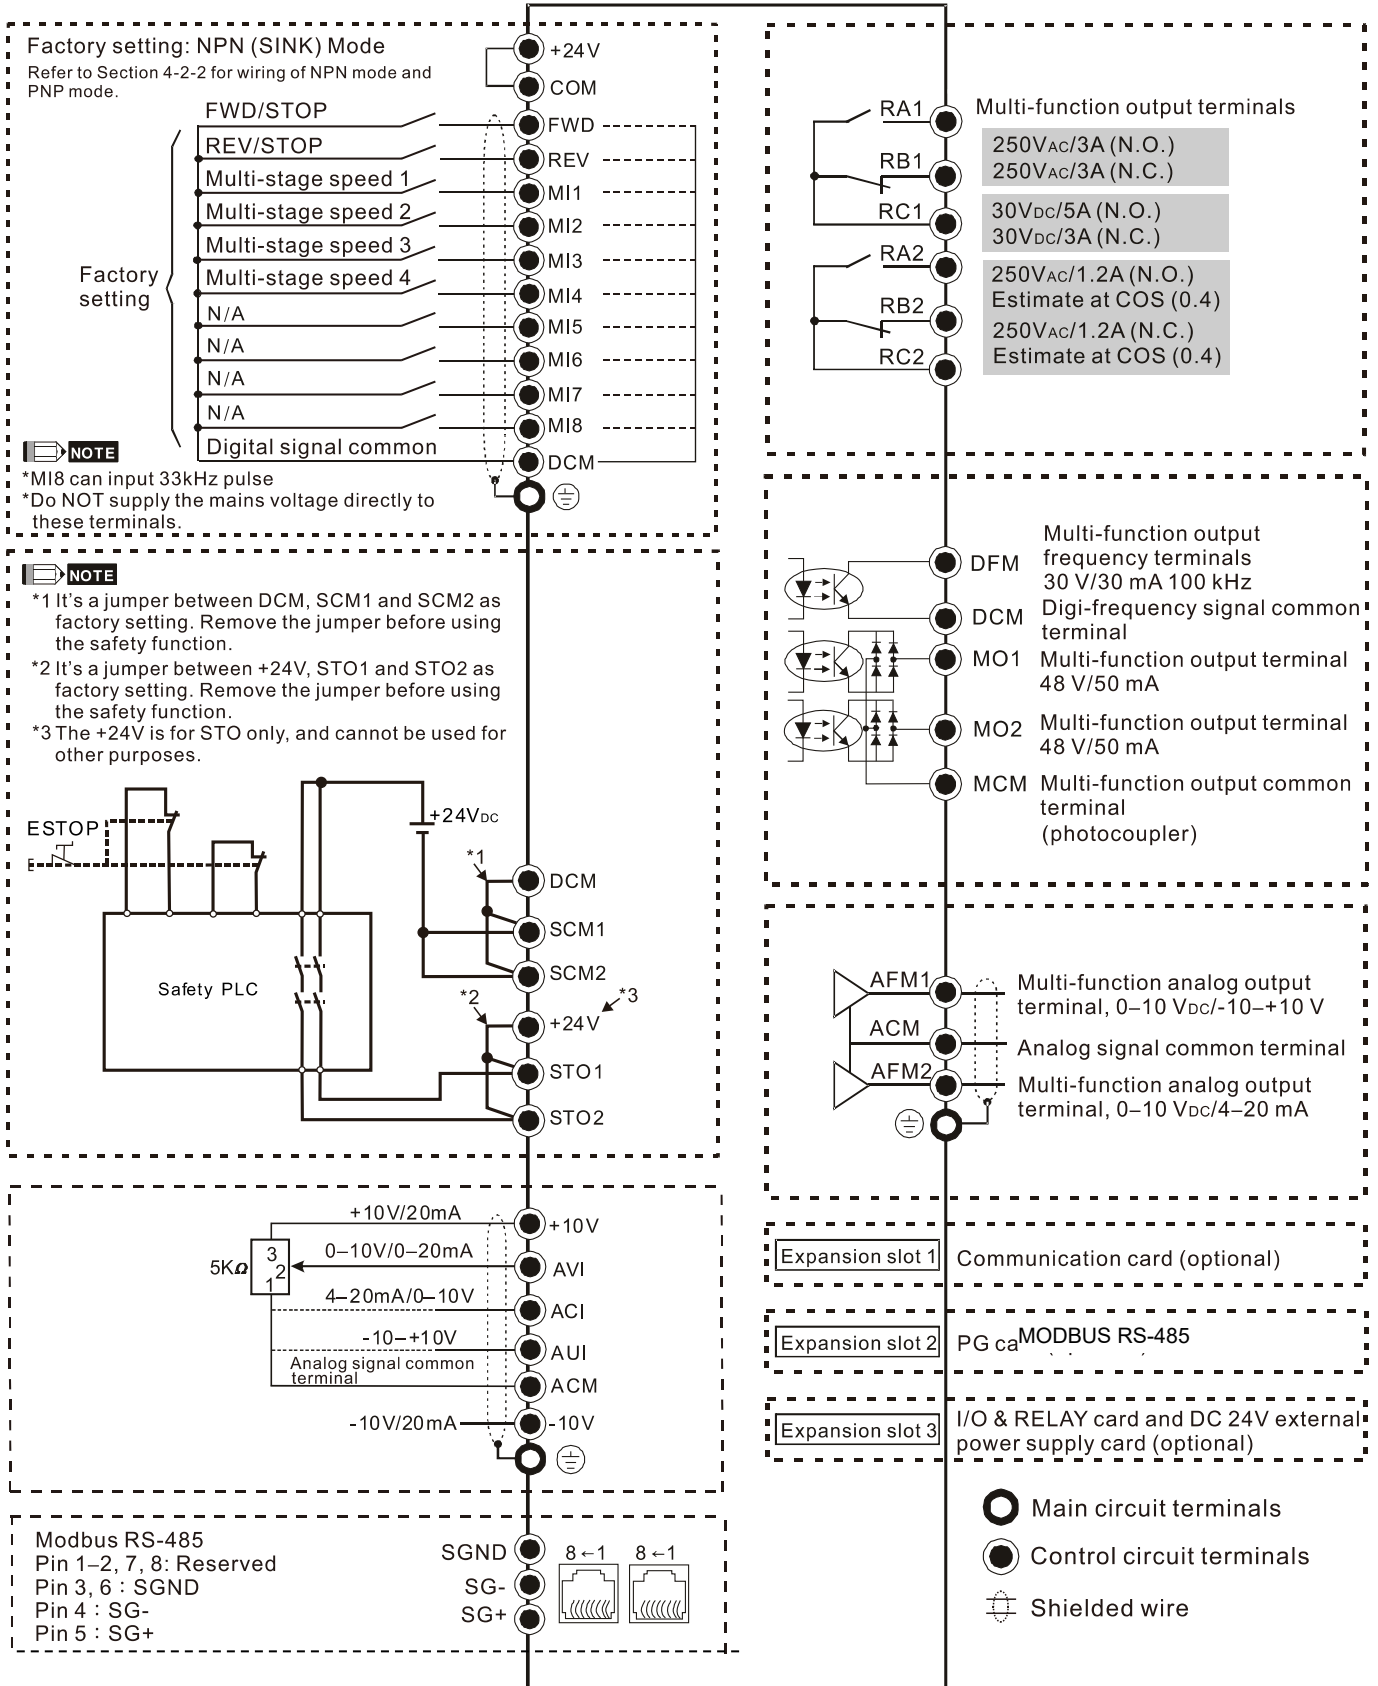 Factory setting: NPN (SINK) Mode
Refer to Section 4-2-2 for wiring of NPN mode and
PNP mode.
+24V
COM
FWD/STOP
FWD
REV/STOP
REV
Multi-stage speed 1
MI1
Multi-stage speed 2
MI2
Multi-stage speed 3
MI3
Multi-stage speed 4
MI4
Factory
setting
N/A
MI5
N/A
MI6
N/A
MI7
N/A
MI8
Digital signal common
DCM
NOTE
*MI8 can input 33kHz pulse
*Do NOT supply the mains voltage directly to
these terminals.
NOTE
*1 It's a jumper between DCM, SCM1 and SCM2 as
factory setting. Remove the jumper before using
the safety function.
*2 It's a jumper between +24V, STO1 and STO2 as
factory setting. Remove the jumper before using
the safety function.
*3 The +24V is for STO only, and cannot be used for
other purposes.
ESTOP
+24VDC
*1
DCM
SCM1
SCM2
Safety PLC
*2
*3
+24V
STO1
STO2
+10V/20mA
+10V
5KΩ
3
2
1
0–10V/0–20mA
AVI
4–20mA/0–10V
ACI
-10–+10V
AUI
Analog signal common
terminal
ACM
-10V/20mA
-10V
Modbus RS-485
Pin 1–2, 7, 8: Reserved
Pin 3, 6 : SGND
Pin 4 : SG-
Pin 5 : SG+
SGND
SG-
SG+
8←1
8←1
RA1
RB1
RC1
RA2
RB2
RC2
Multi-function output terminals
250VAC/3A (N.O.)
250VAC/3A (N.C.)
30VDC/5A (N.O.)
30VDC/3A (N.C.)
250VAC/1.2A (N.O.)
Estimate at COS (0.4)
250VAC/1.2A (N.C.)
Estimate at COS (0.4)
DFM
Multi-function output
frequency terminals
30 V/30 mA 100 kHz
DCM
Digi-frequency signal common
terminal
MO1
Multi-function output terminal
48 V/50 mA
MO2
Multi-function output terminal
48 V/50 mA
MCM
Multi-function output common
terminal
(photocoupler)
AFM1
Multi-function analog output
terminal, 0–10 VDC/-10–+10 V
ACM
Analog signal common terminal
AFM2
Multi-function analog output
terminal, 0–10 VDC/4–20 mA
Expansion slot 1
Communication card (optional)
Expansion slot 2
PG ca MODBUS RS-485
Expansion slot 3
I/O & RELAY card and DC 24V external
power supply card (optional)
Main circuit terminals
Control circuit terminals
Shielded wire